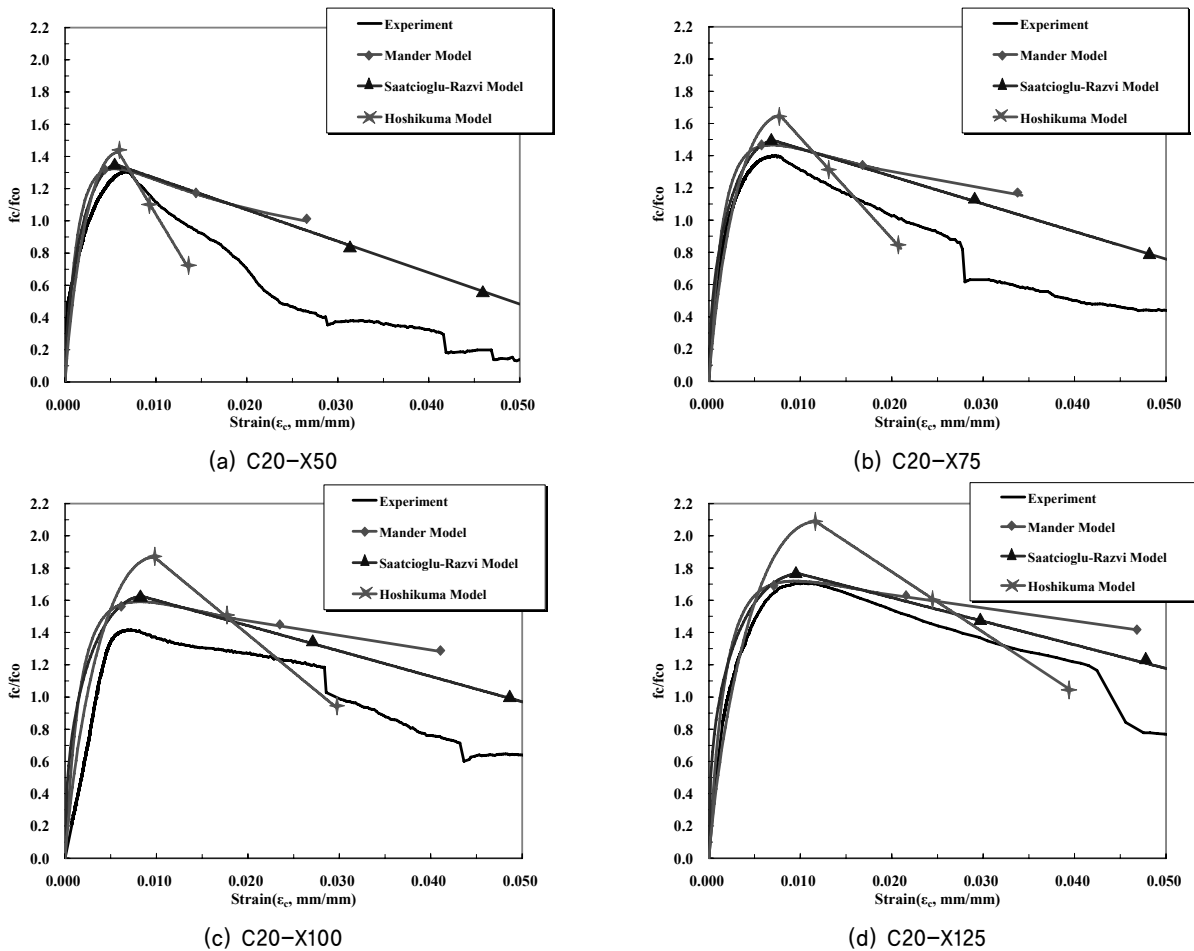 2.2
2.0
1.8
1.6
1.4
1.2
1.0
0.8
0.6
0.4
0.2
0.0
fc/fco
0.000 0.010 0.020 0.030 0.040 0.050
Strain(εc, mm/mm)
Experiment
Mander Model
Saatcioglu-Razvi Model
Hoshikuma Model
(a) C20-X50
2.2
2.0
1.8
1.6
1.4
1.2
1.0
0.8
0.6
0.4
0.2
0.0
fc/fco
0.000 0.010 0.020 0.030 0.040 0.050
Strain(εc, mm/mm)
Experiment
Mander Model
Saatcioglu-Razvi Model
Hoshikuma Model
(b) C20-X75
2.2
2.0
1.8
1.6
1.4
1.2
1.0
0.8
0.6
0.4
0.2
0.0
fc/fco
0.000 0.010 0.020 0.030 0.040 0.050
Strain(εc, mm/mm)
Experiment
Mander Model
Saatcioglu-Razvi Model
Hoshikuma Model
(c) C20-X100
2.2
2.0
1.8
1.6
1.4
1.2
1.0
0.8
0.6
0.4
0.2
0.0
fc/fco
0.000 0.010 0.020 0.030 0.040 0.050
Strain(εc, mm/mm)
Experiment
Mander Model
Saatcioglu-Razvi Model
Hoshikuma Model
(d) C20-X125